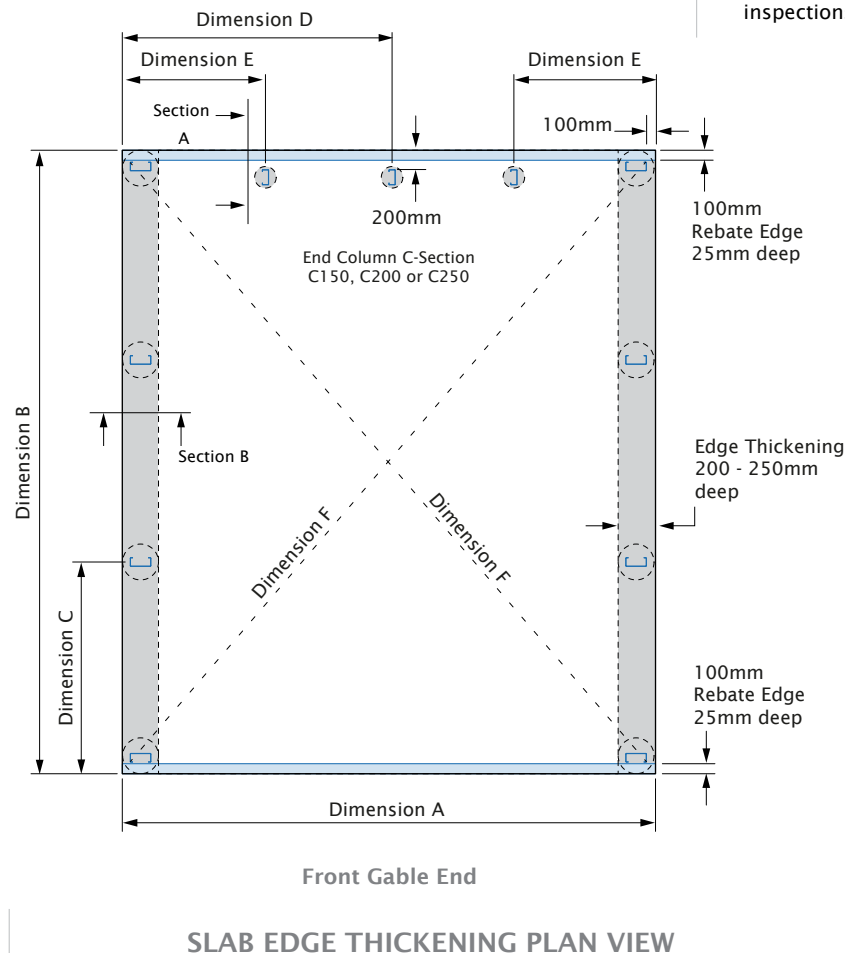 inspection
Dimension D
Dimension E
Dimension E
Section
A
100mm
200mm
100mm
Rebate Edge
25mm deep
End Column C-Section
C150, C200 or C250
Dimension B
Section B
Edge Thickening
200 - 250mm
deep
Dimension F
Dimension F
Dimension C
100mm
Rebate Edge
25mm deep
Dimension A
Front Gable End
SLAB EDGE THICKENING PLAN VIEW